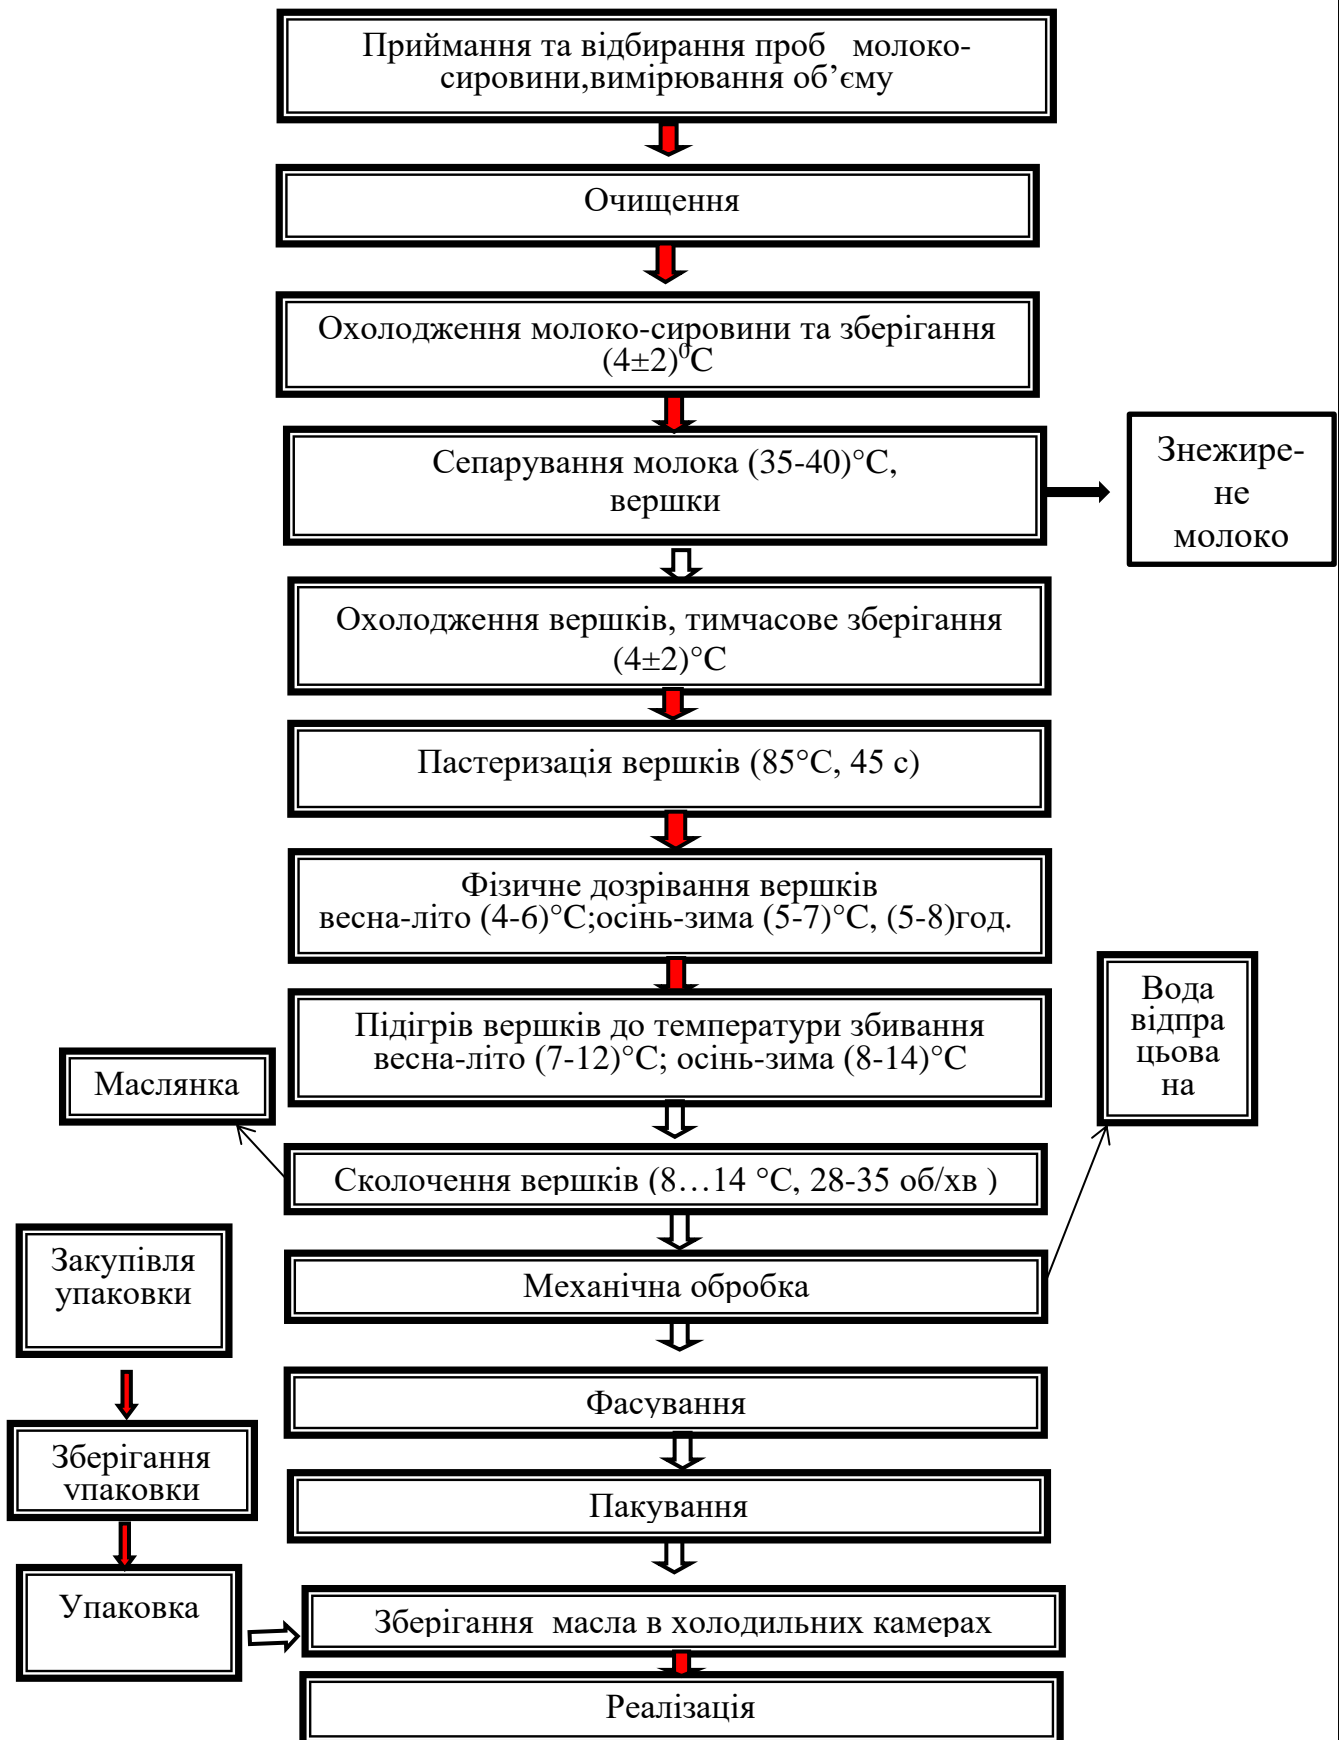 Приймання та відбирання проб молоко-
сировини,вимірювання об’єму
Очищення
Охолодження молоко-сировини та зберігання
(4±2)⁰С
Сепарування молока (35-40)°С,
вершки
Знежире-
не
молоко
Охолодження вершків, тимчасове зберігання
(4±2)°С
Пастеризація вершків (85°С, 45 с)
Фізичне дозрівання вершків
весна-літо (4-6)°С;осінь-зима (5-7)°С, (5-8)год.
Підігрів вершків до температури збивання
весна-літо (7-12)°С; осінь-зима (8-14)°С
Вода
відпра
цьова
на
Маслянка
Сколочення вершків (8…14 °С, 28-35 об/хв )
Механічна обробка
Закупівля
упаковки
Фасування
Зберігання
упаковки
Пакування
Упаковка
Зберігання масла в холодильних камерах
Реалізація